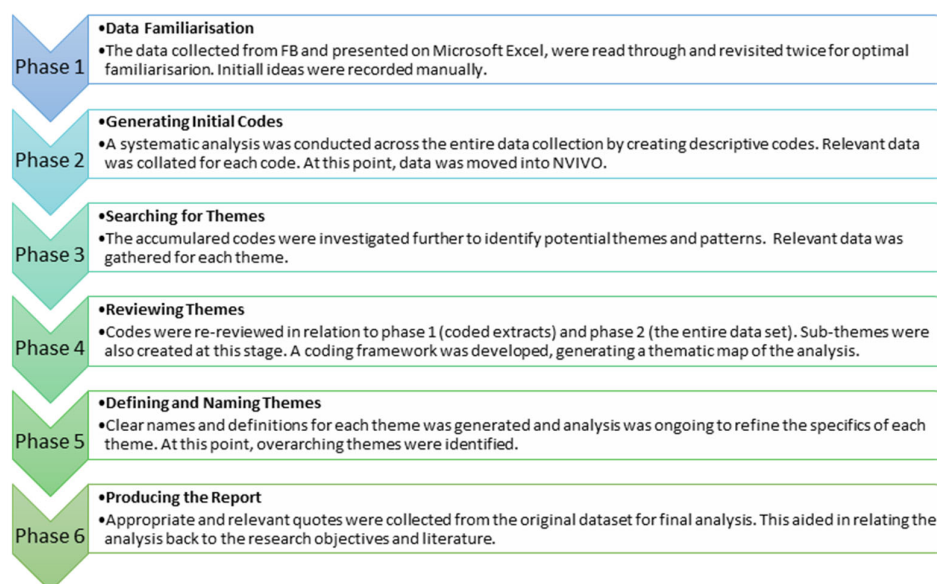 Phase 1
•Data Familiarisation
•The data collected from FB and presented on Microsoft Excel, were read through and revisited twice for optimal
familiarisarion. Initiall ideas were recorded manually.
Phase 2
•Generating Initial Codes
•A systematic analysis was conducted across the entire data collection by creating descriptive codes. Relevant data
was collated for each code. At this point, data was moved into NVIVO.
Phase 3
•Searching for Themes
•The accumulared codes were investigated further to identify potential themes and patterns. Relevant data was
gathered for each theme.
Phase 4
•Reviewing Themes
•Codes were re-reviewed in relation to phase 1 (coded extracts) and phase 2 (the entire data set). Sub-themes were
also created at this stage. A coding framework was developed, generating a thematic map of the analysis.
Phase 5
•Defining and Naming Themes
•Clear names and definitions for each theme was generated and analysis was ongoing to refine the specifics of each
theme. At this point, overarching themes were identified.
Phase 6
•Producing the Report
•Appropriate and relevant quotes were collected from the original dataset for final analysis. This aided in relating the
analysis back to the research objectives and literature.